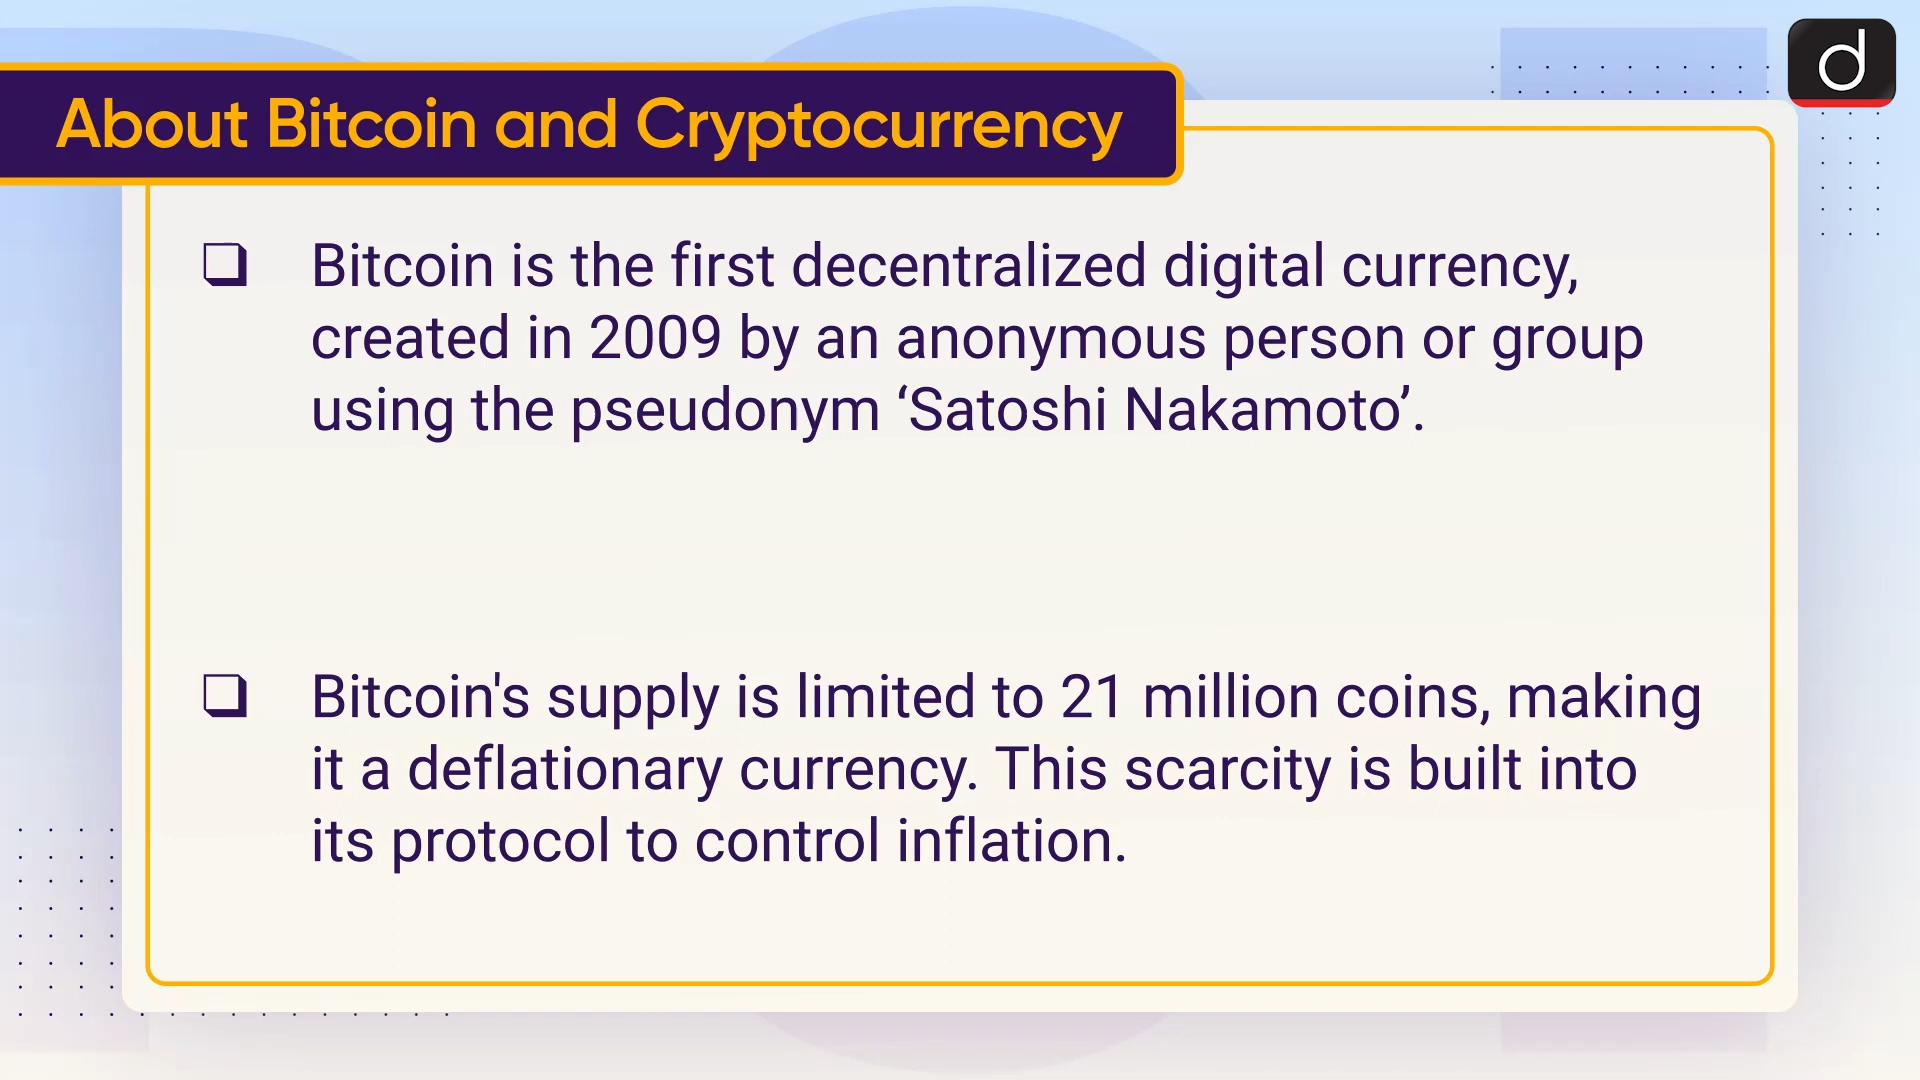 About Bitcoin and Cryptocurrency
d
❑ Bitcoin is the first decentralized digital currency,
created in 2009 by an anonymous person or group
using the pseudonym ‘Satoshi Nakamoto’.
❑ Bitcoin's supply is limited to 21 million coins, making
it a deflationary currency. This scarcity is built into
its protocol to control inflation.